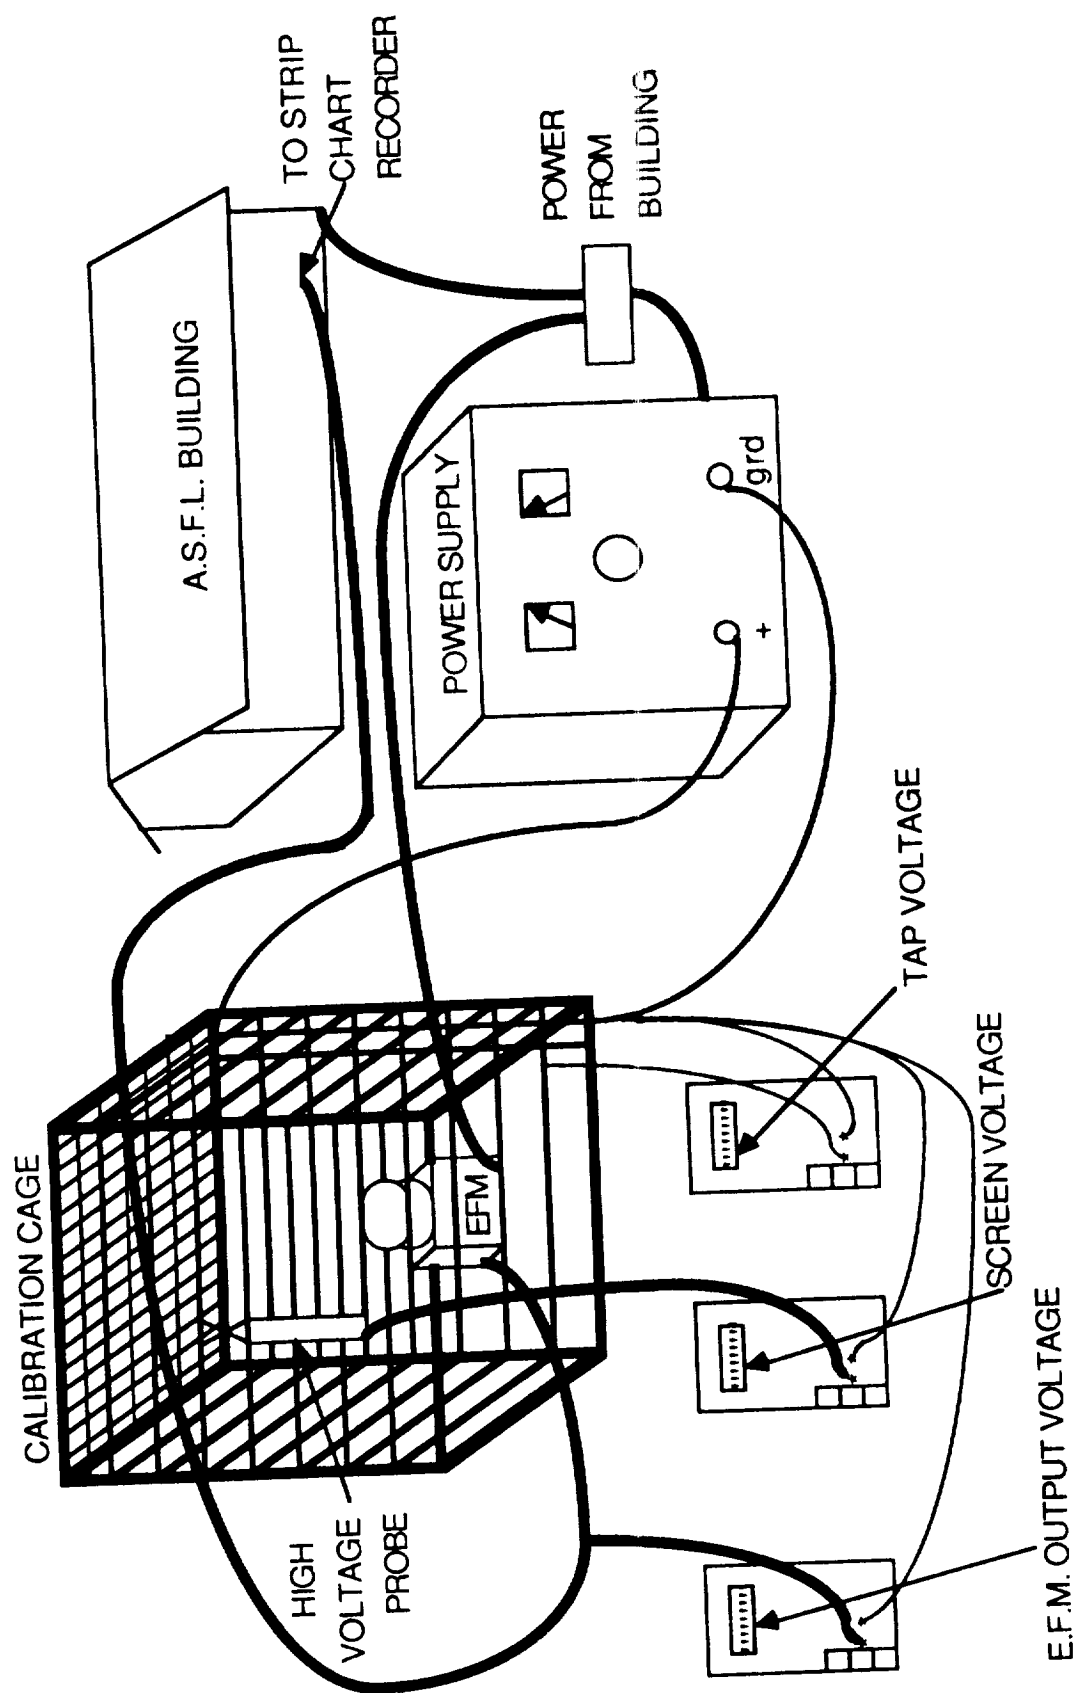 CALIBRATION CAGE
A.S.F.L. BUILDING
TO STRIP
CHART
RECORDER
HIGH
VOLTAGE
PROBE
EFM
POWER SUPPLY
+
grd
POWER
FROM
BUILDING
E.F.M. OUTPUT VOLTAGE
SCREEN VOLTAGE
TAP VOLTAGE